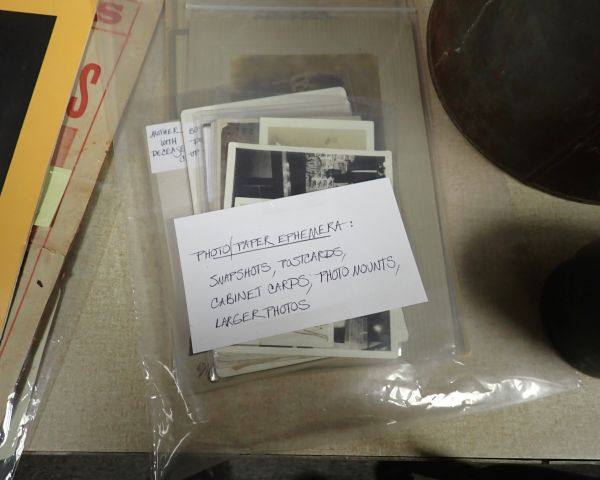 S
S
MOTHER
WITH
PHOTO/PAPER EPHEMERA:
SNAPSHOTS, POSTCARDS,
CABINET CARDS, PHOTO MOUNTS,
LARGER PHOTOS